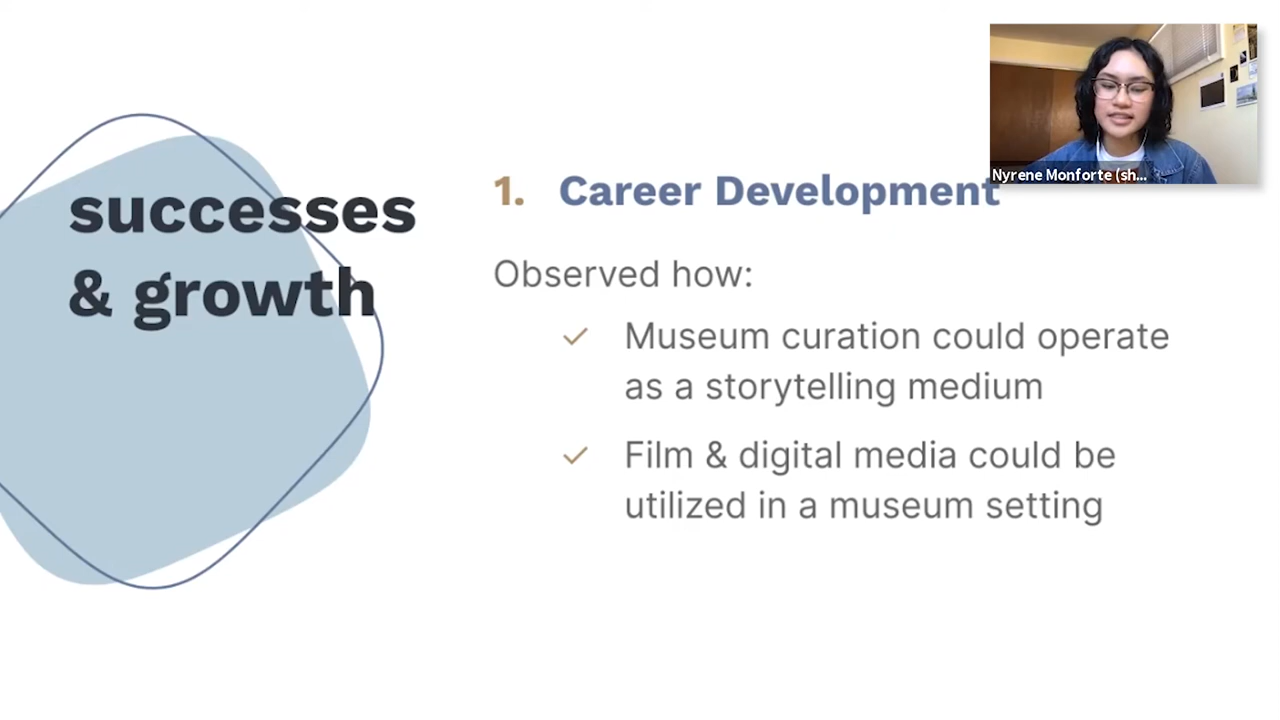 Nyrene Monforte (sh...
successes
& growth
1. Career Development
Observed how:
Museum curation could operate
as a storytelling medium
Film & digital media could be
utilized in a museum setting